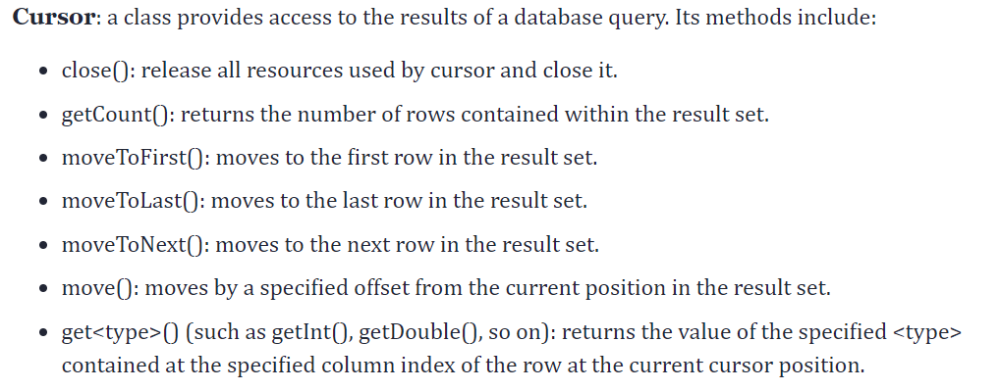 Cursor: a class provides access to the results of a database query. Its methods include:
• close(): release all resources used by cursor and close it.
• getCount(): returns the number of rows contained within the result set.
• moveToFirst(): moves to the first row in the result set.
• moveToLast(): moves to the last row in the result set.
• moveToNext(): moves to the next row in the result set.
• move(): moves by a specified offset from the current position in the result set.
• get<type>() (such as getInt(), getDouble(), so on): returns the value of the specified <type>
contained at the specified column index of the row at the current cursor position.